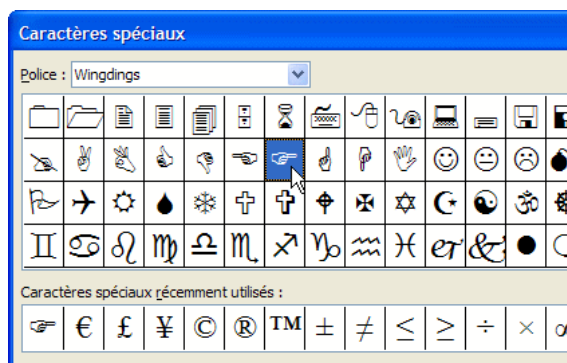 Caractères spéciaux
Police : Wingdings
Caractères spéciaux récemment utilisés :
☞ € £ ¥ © ® ™ ± ≠ ≤ ≥ ÷ ×